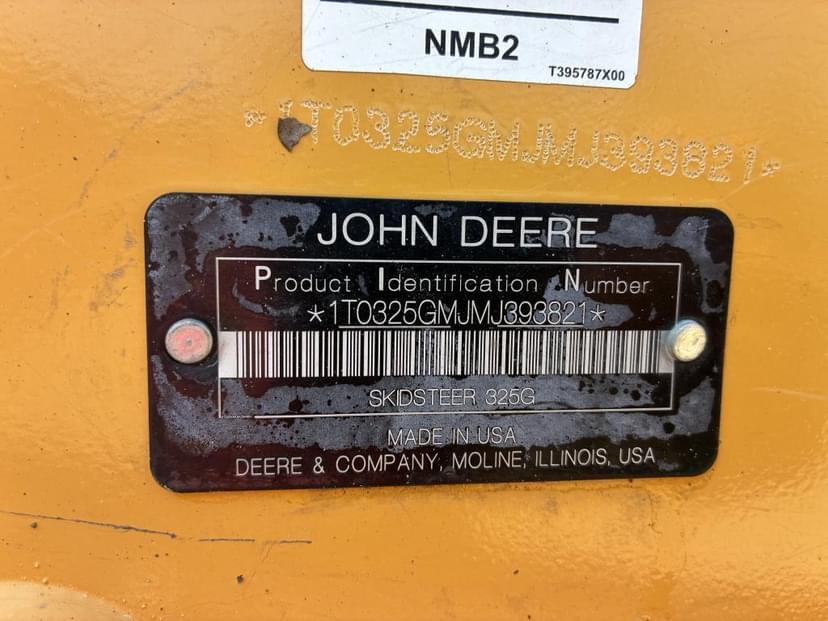 NMB2
T395787X00
*1T0325GMJMJ393821*
JOHN DEERE
Product Identification Number
*1T0325GMJMJ393821*
SKIDSTEER 325G
MADE IN USA
DEERE & COMPANY, MOLINE, ILLINOIS, USA